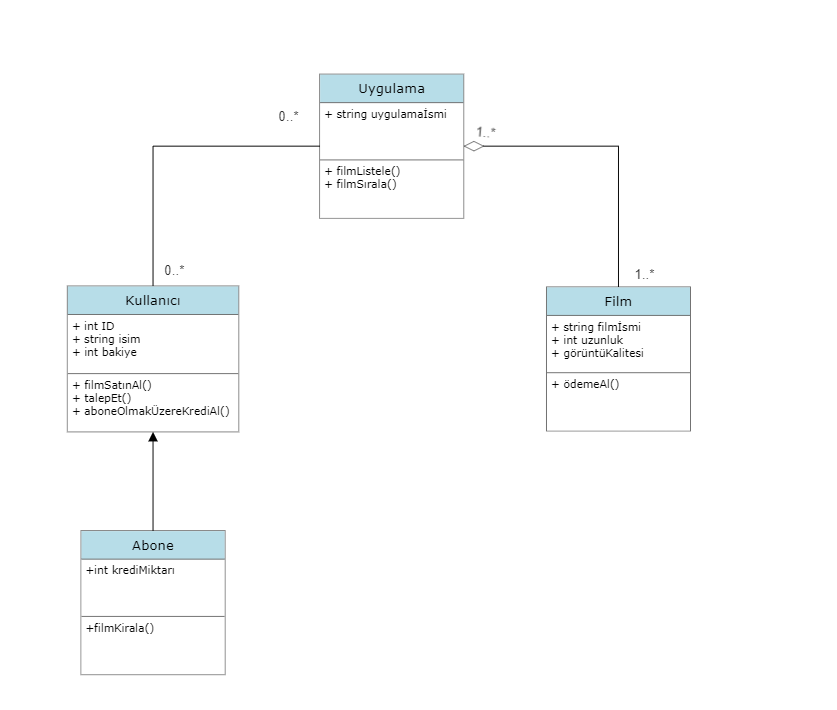 Uygulama
0..*
+ string uygulamaİsmi
1..*
+ filmListele()
+ filmSırala()
0..*
1..*
Kullanıcı
+ int ID
+ string isim
+ int bakiye
+ filmSatınAl()
+ talepEt()
+ aboneOlmakÜzereKrediAl()
Film
+ string filmİsmi
+ int uzunluk
+ görüntüKalitesi
+ ödemeAl()
Abone
+int krediMiktarı
+filmKirala()